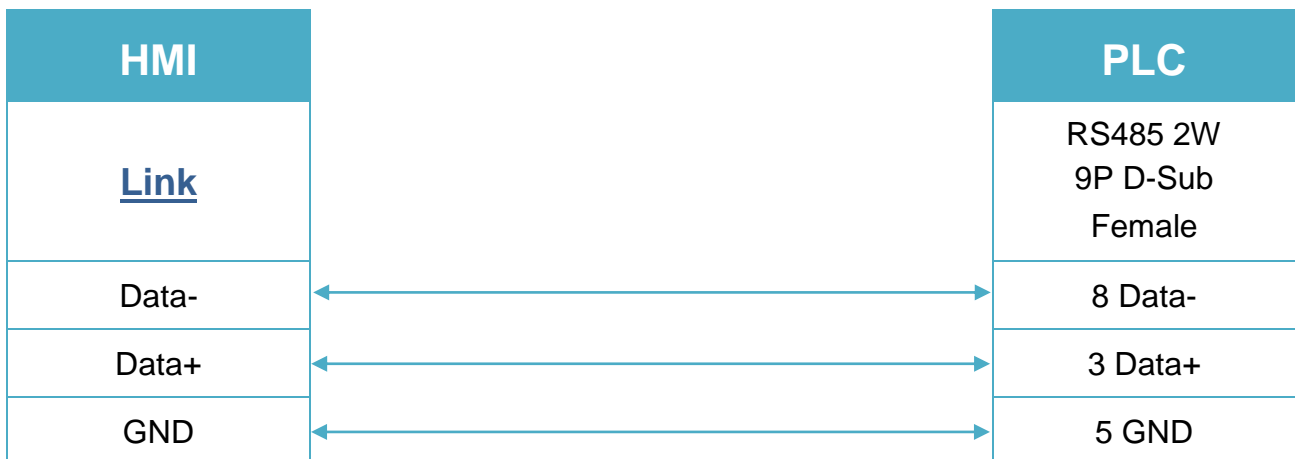 HMI
PLC
Link
RS485 2W
9P D-Sub
Female
Data-
8 Data-
Data+
3 Data+
GND
5 GND